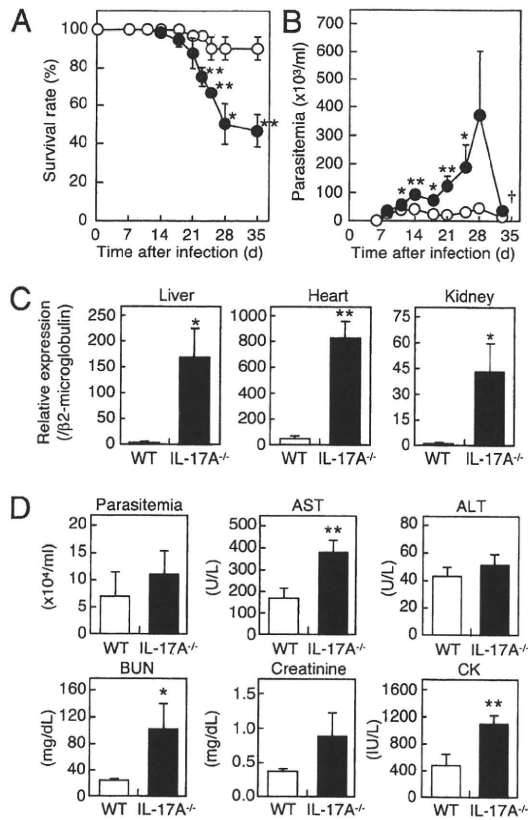 A
Survival rate (%)
100
80
60
40
20
0
**
**
*
**
0 7 14 21 28 35
Time after infection (d)
B
Parasitemia (x10³/ml)
700
600
500
400
300
200
100
0
* ** * ** * †
0 7 14 21 28 35
Time after infection (d)
C
Relative expression
(/β2-microglobulin)
Liver
250
200
150
100
50
0
*
WT IL-17A-/-
Heart
1000
800
600
400
200
0
**
WT IL-17A-/-
Kidney
75
60
45
30
15
0
*
WT IL-17A-/-
D
Parasitemia
(x10⁴/ml)
20
15
10
5
0
WT IL-17A-/-
AST
(U/L)
500
400
300
200
100
0
**
WT IL-17A-/-
ALT
(U/L)
80
60
40
20
0
WT IL-17A-/-
BUN
(mg/dL)
160
120
80
40
0
*
WT IL-17A-/-
Creatinine
(mg/dL)
1.5
1.0
0.5
0.0
WT IL-17A-/-
CK
(IU/L)
1600
1200
800
400
0
**
WT IL-17A-/-